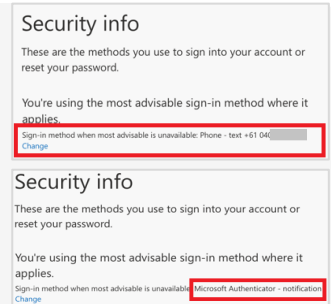 Security info
These are the methods you use to sign into your account or
reset your password.
You're using the most advisable sign-in method where it
applies.
Sign-in method when most advisable is unavailable: Phone - text +61 040
Change
Security info
These are the methods you use to sign into your account or
reset your password.
You're using the most advisable sign-in method where it
applies.
Sign-in method when most advisable is unavailable: Microsoft Authenticator - notification
Change